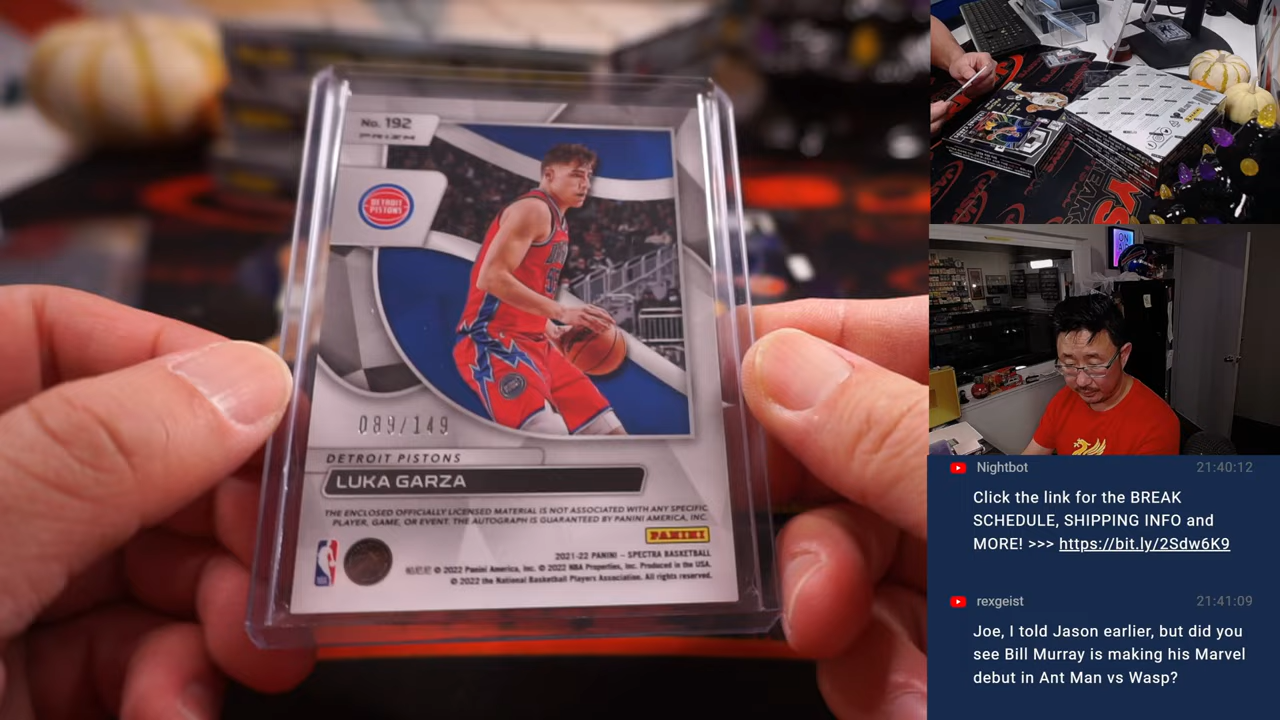 No. 192
PRIZM
DETROIT
PISTONS
089/149
DETROIT PISTONS
LUKA GARZA
THE ENCLOSED OFFICIALLY LICENSED MATERIAL IS NOT ASSOCIATED WITH ANY SPECIFIC
PLAYER, GAME, OR EVENT. THE AUTOGRAPH IS GUARANTEED BY PANINI AMERICA, INC.
PANINI
2021-22 PANINI – SPECTRA BASKETBALL
© 2022 Panini America, Inc. © 2022 NBA Properties, Inc. Produced in the USA.
© 2022 the National Basketball Players Association. All rights reserved.
ON
Nightbot 21:40:12
Click the link for the BREAK
SCHEDULE, SHIPPING INFO and
MORE! >>> https://bit.ly/2Sdw6K9
rexgeist 21:41:09
Joe, I told Jason earlier, but did you
see Bill Murray is making his Marvel
debut in Ant Man vs Wasp?